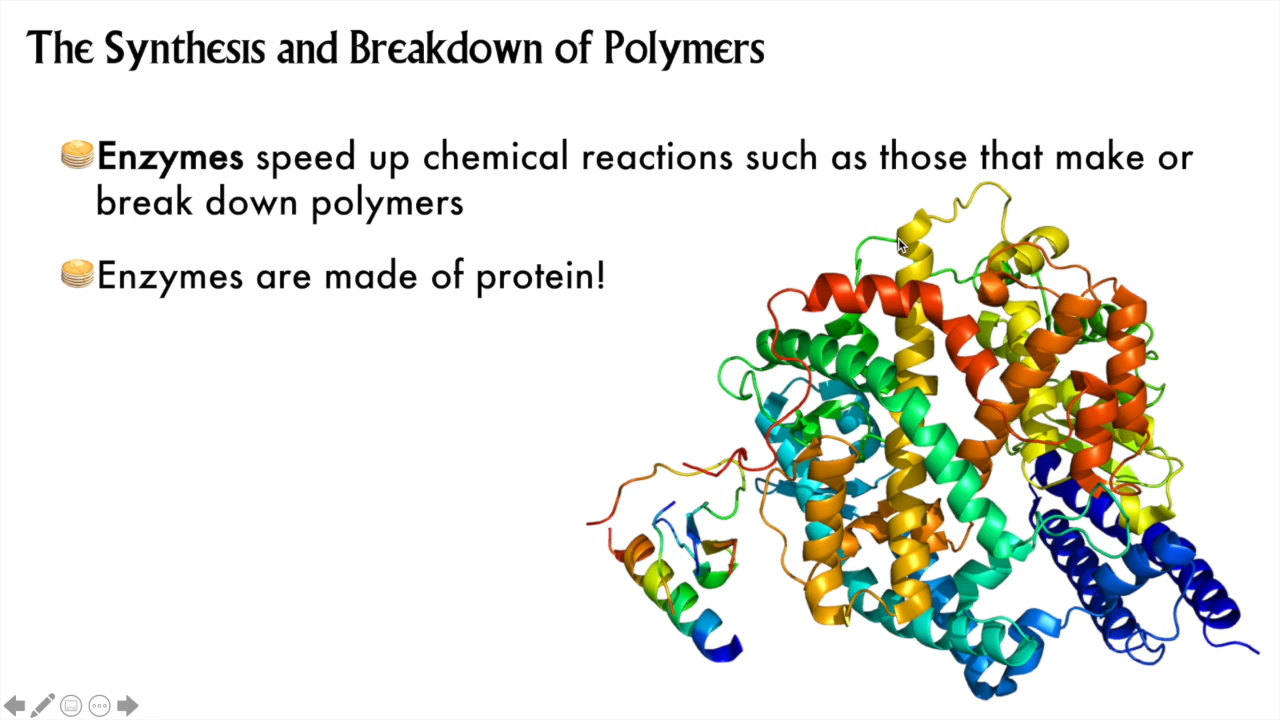 The Synthesis and Breakdown of Polymers
Enzymes speed up chemical reactions such as those that make or
break down polymers
Enzymes are made of protein!